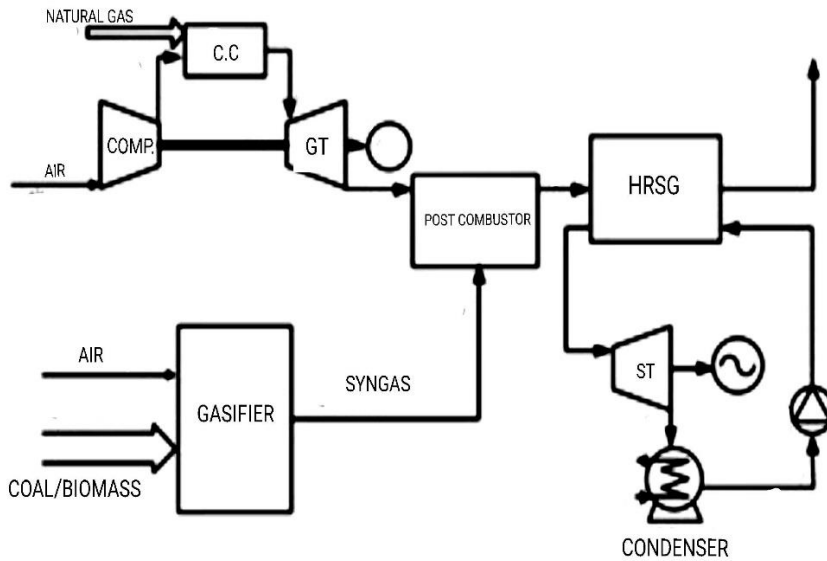 NATURAL GAS
C.C
COMP.
GT
AIR
HRSG
POST COMBUSTOR
AIR
SYNGAS
ST
GASIFIER
COAL/BIOMASS
CONDENSER